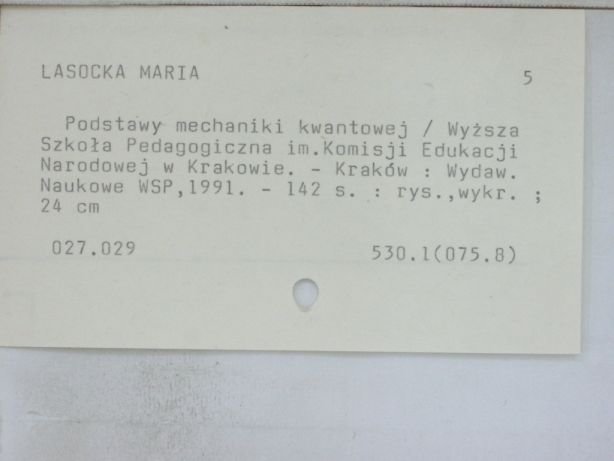 LASOCKA MARIA 5
Podstawy mechaniki kwantowej / Wyższa
Szkoła Pedagogiczna im.Komisji Edukacji
Narodowej w Krakowie. - Kraków : Wydaw.
Naukowe WSP,1991. - 142 s. : rys.,wykr. ;
24 cm
027.029 530.1(075.8)